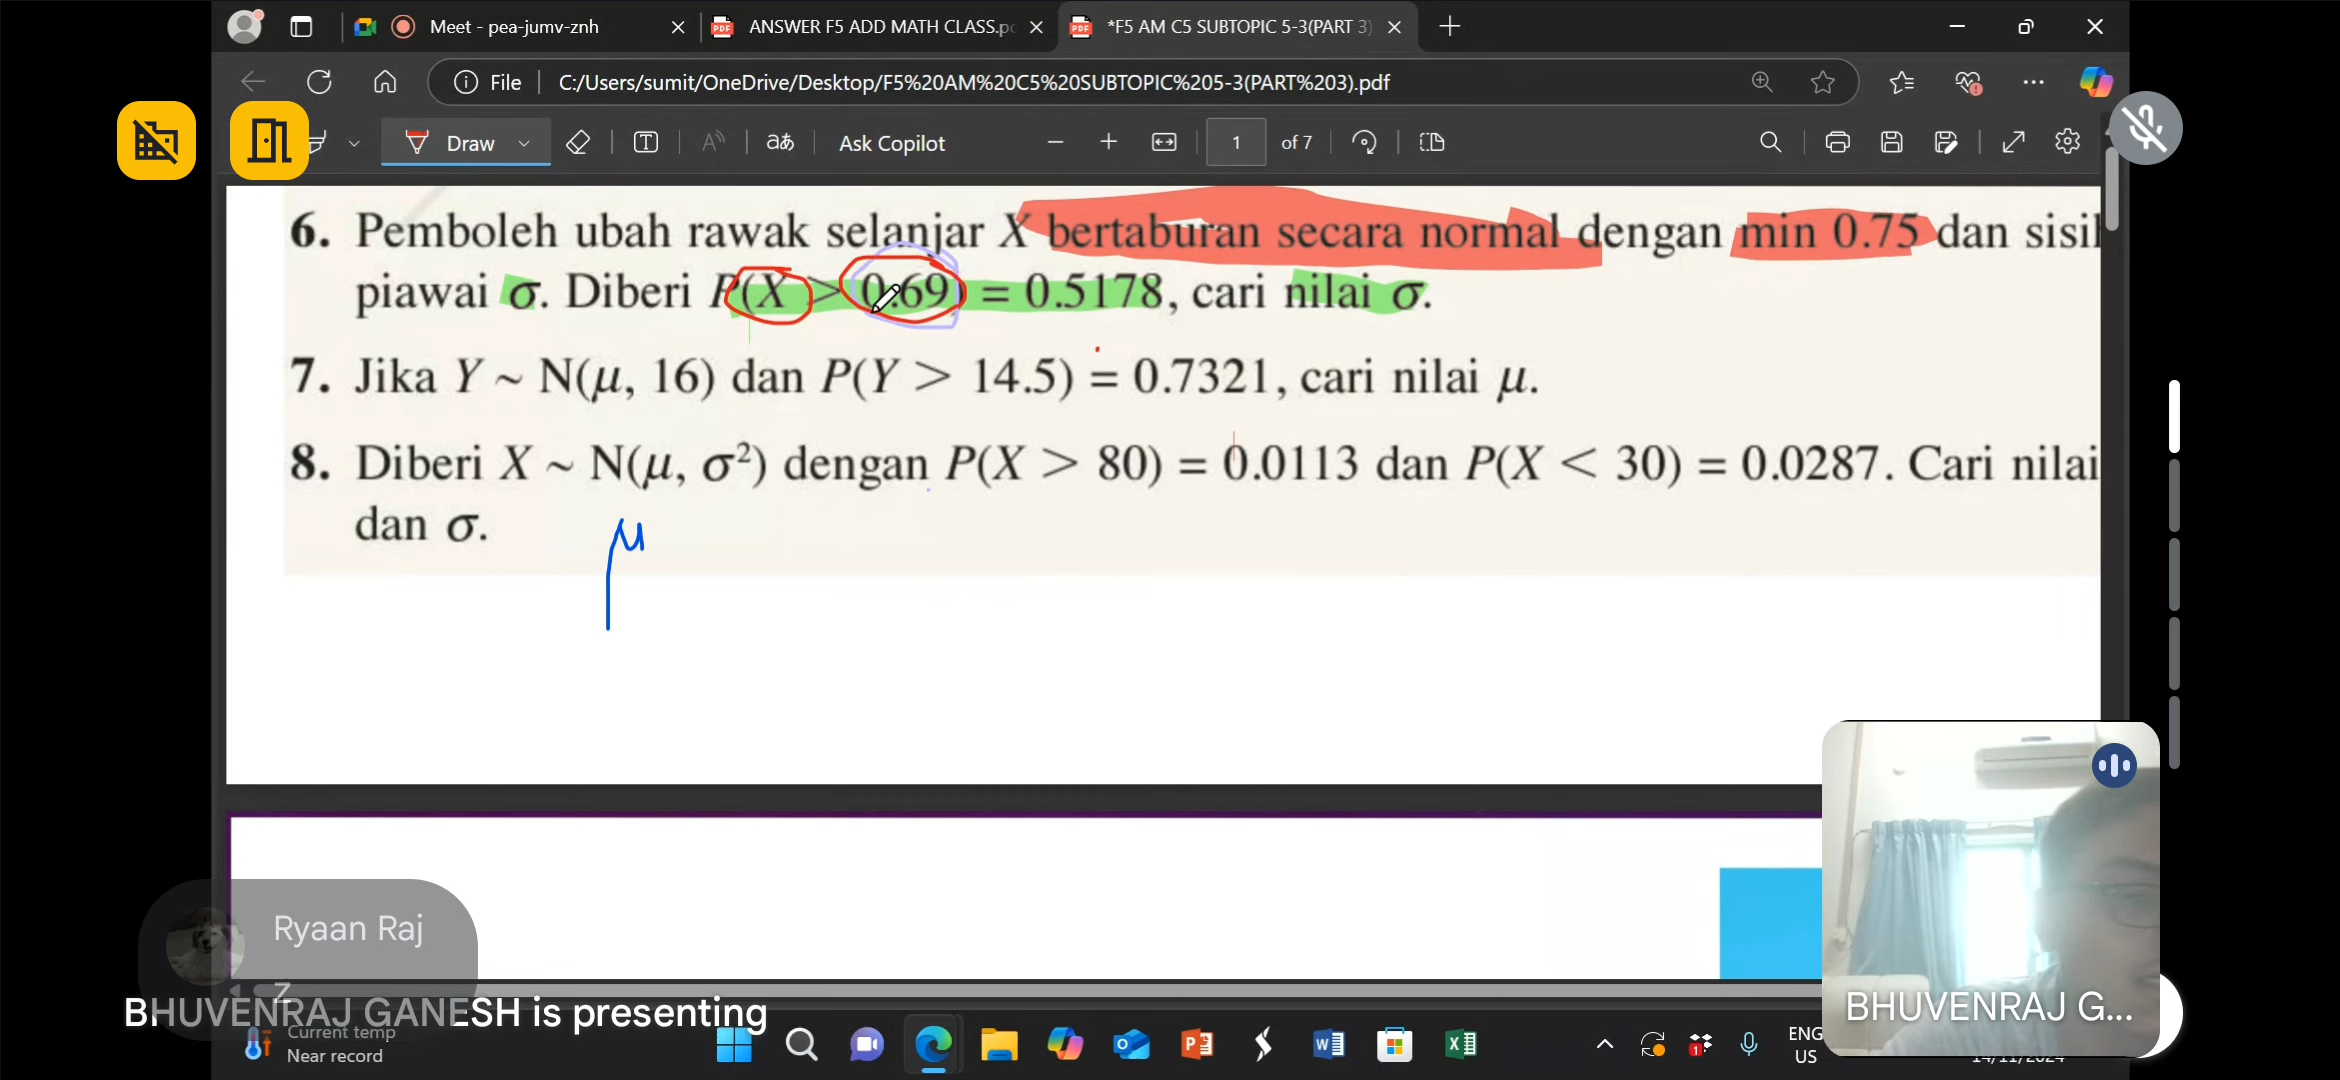 Meet - pea-jumv-znh
ANSWER F5 ADD MATH CLASS.p
*F5 AM C5 SUBTOPIC 5-3(PART 3)
File
C:/Users/sumit/OneDrive/Desktop/F5%20AM%20C5%20SUBTOPIC%205-3(PART%203).pdf
Draw
aあ
Ask Copilot
1
of 7
6. Pemboleh ubah rawak selanjar X bertaburan secara normal dengan min 0.75 dan sisih
piawai σ. Diberi P(X > 0.69) = 0.5178, cari nilai σ.
7. Jika Y ~ N(μ, 16) dan P(Y > 14.5) = 0.7321, cari nilai μ.
8. Diberi X ~ N(μ, σ²) dengan P(X > 80) = 0.0113 dan P(X < 30) = 0.0287. Cari nilai
dan σ.
μ
Ryaan Raj
Z
BHUVENRAJ GANESH is presenting
BHUVENRAJ G...
Current temp
Near record
ENG
US